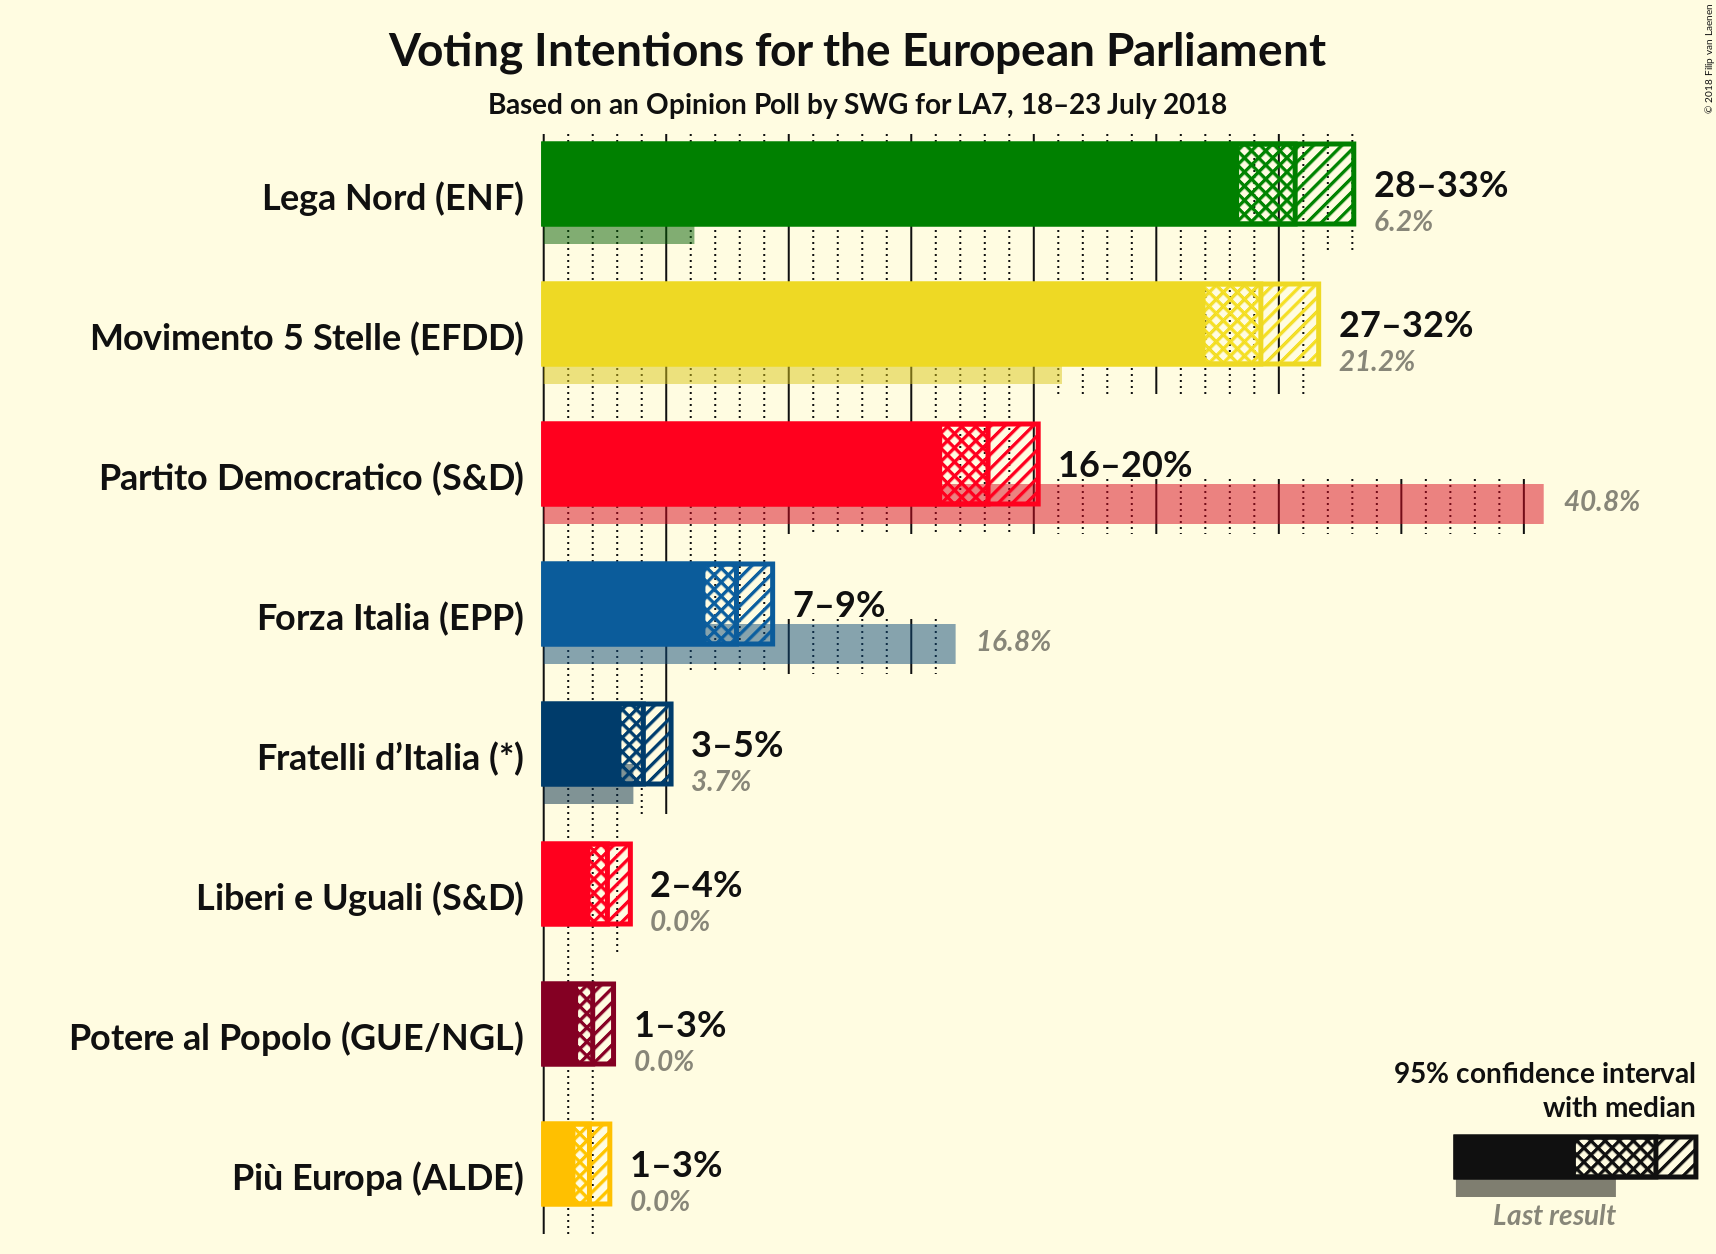 Voting Intentions for the European Parliament
Based on an Opinion Poll by SWG for LA7, 18–23 July 2018
© 2018 Filip van Laenen
Lega Nord (ENF)
28–33%
6.2%
Movimento 5 Stelle (EFDD)
27–32%
21.2%
Partito Democratico (S&D)
16–20%
40.8%
Forza Italia (EPP)
7–9%
16.8%
Fratelli d’Italia (*)
3–5%
3.7%
Liberi e Uguali (S&D)
2–4%
0.0%
Potere al Popolo (GUE/NGL)
1–3%
0.0%
Più Europa (ALDE)
1–3%
0.0%
95% confidence interval
with median
Last result